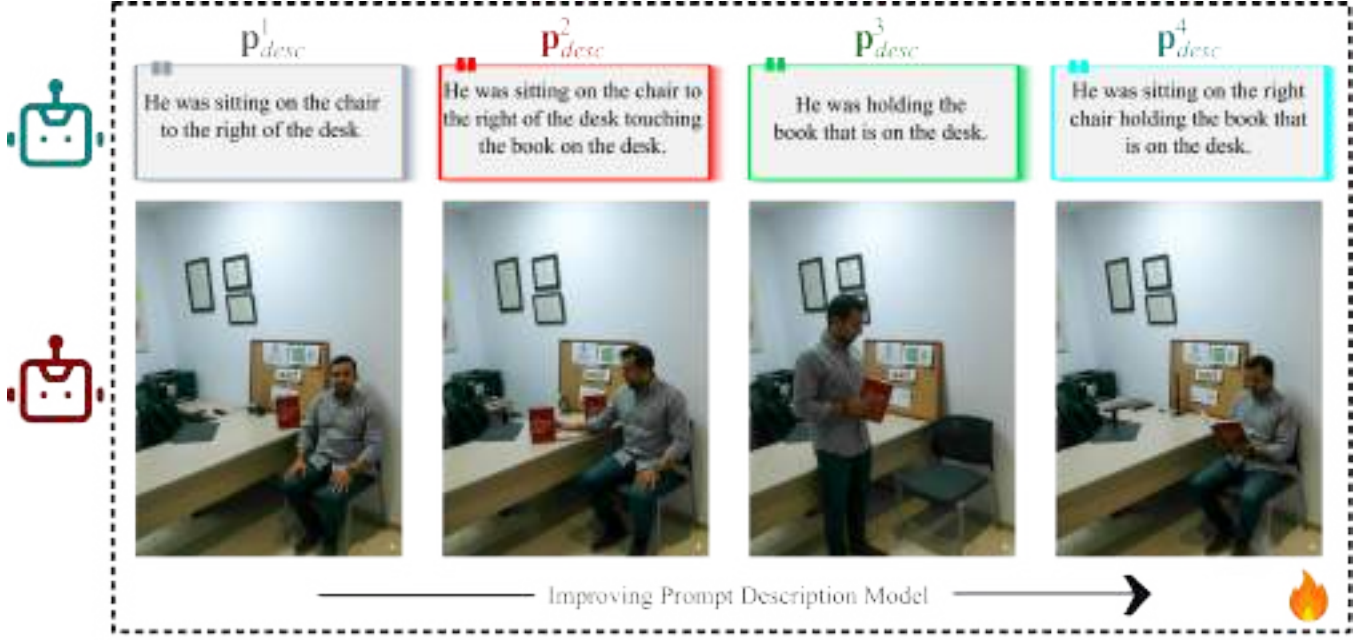 p¹desc
He was sitting on the chair
to the right of the desk.
p²desc
He was sitting on the chair to
the right of the desk touching
the book on the desk.
p³desc
He was holding the
book that is on the desk.
p⁴desc
He was sitting on the right
chair holding the book that
is on the desk.
Improving Prompt Description Model